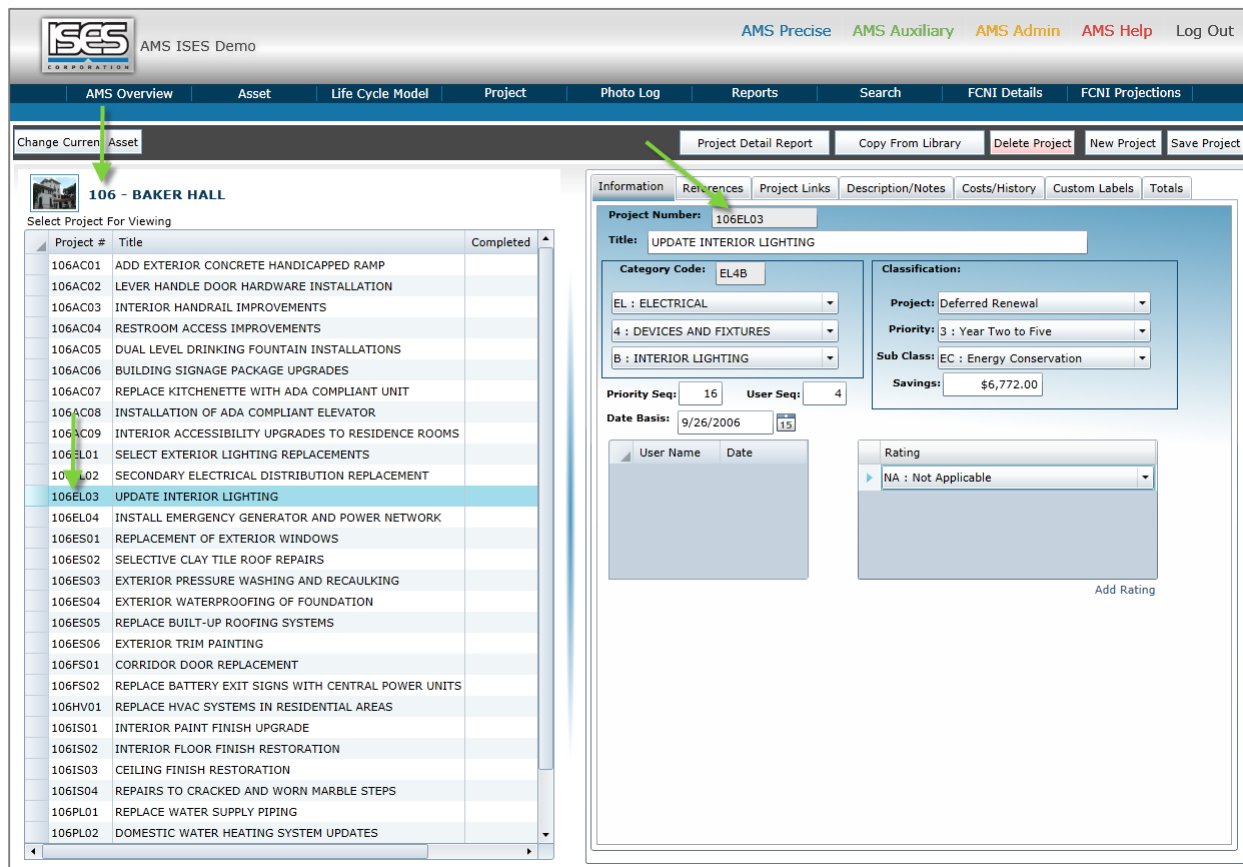 AMS Precise AMS Auxiliary AMS Admin AMS Help Log Out
ISES
CORPORATION
AMS ISES Demo
AMS Overview Asset Life Cycle Model Project Photo Log Reports Search FCNI Details FCNI Projections
Change Current Asset Project Detail Report Copy From Library Delete Project New Project Save Project
106 - BAKER HALL
Select Project For Viewing
Project # Title Completed
106AC01 ADD EXTERIOR CONCRETE HANDICAPPED RAMP
106AC02 LEVER HANDLE DOOR HARDWARE INSTALLATION
106AC03 INTERIOR HANDRAIL IMPROVEMENTS
106AC04 RESTROOM ACCESS IMPROVEMENTS
106AC05 DUAL LEVEL DRINKING FOUNTAIN INSTALLATIONS
106AC06 BUILDING SIGNAGE PACKAGE UPGRADES
106AC07 REPLACE KITCHENETTE WITH ADA COMPLIANT UNIT
106AC08 INSTALLATION OF ADA COMPLIANT ELEVATOR
106AC09 INTERIOR ACCESSIBILITY UPGRADES TO RESIDENCE ROOMS
106EL01 SELECT EXTERIOR LIGHTING REPLACEMENTS
106EL02 SECONDARY ELECTRICAL DISTRIBUTION REPLACEMENT
106EL03 UPDATE INTERIOR LIGHTING
106EL04 INSTALL EMERGENCY GENERATOR AND POWER NETWORK
106ES01 REPLACEMENT OF EXTERIOR WINDOWS
106ES02 SELECTIVE CLAY TILE ROOF REPAIRS
106ES03 EXTERIOR PRESSURE WASHING AND RECAULKING
106ES04 EXTERIOR WATERPROOFING OF FOUNDATION
106ES05 REPLACE BUILT-UP ROOFING SYSTEMS
106ES06 EXTERIOR TRIM PAINTING
106FS01 CORRIDOR DOOR REPLACEMENT
106FS02 REPLACE BATTERY EXIT SIGNS WITH CENTRAL POWER UNITS
106HV01 REPLACE HVAC SYSTEMS IN RESIDENTIAL AREAS
106IS01 INTERIOR PAINT FINISH UPGRADE
106IS02 INTERIOR FLOOR FINISH RESTORATION
106IS03 CEILING FINISH RESTORATION
106IS04 REPAIRS TO CRACKED AND WORN MARBLE STEPS
106PL01 REPLACE WATER SUPPLY PIPING
106PL02 DOMESTIC WATER HEATING SYSTEM UPDATES
Information References Project Links Description/Notes Costs/History Custom Labels Totals
Project Number: 106EL03
Title: UPDATE INTERIOR LIGHTING
Category Code: EL4B
EL : ELECTRICAL
4 : DEVICES AND FIXTURES
B : INTERIOR LIGHTING
Classification:
Project: Deferred Renewal
Priority: 3 : Year Two to Five
Sub Class: EC : Energy Conservation
Savings: $6,772.00
Priority Seq: 16 User Seq: 4
Date Basis: 9/26/2006 15
User Name Date
Rating
NA : Not Applicable
Add Rating